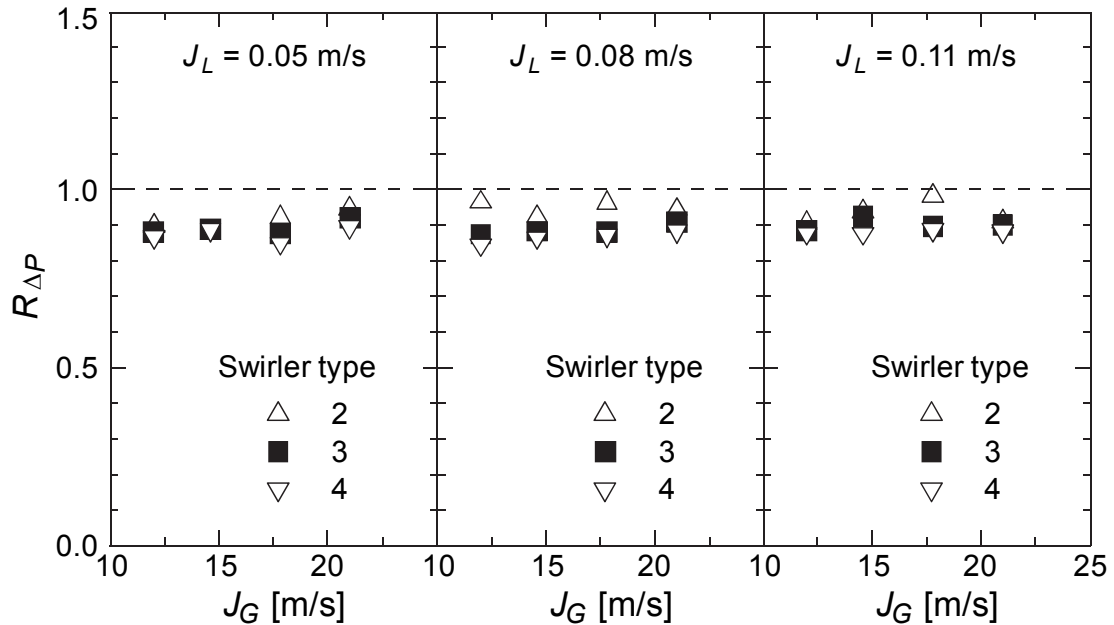 1.5
J_L = 0.05 m/s
J_L = 0.08 m/s
J_L = 0.11 m/s
1.0
R_ΔP
0.5
Swirler type
2
3
4
Swirler type
2
3
4
Swirler type
2
3
4
0.0
10 15 20 10 15 20 10 15 20 25
J_G [m/s]
J_G [m/s]
J_G [m/s]